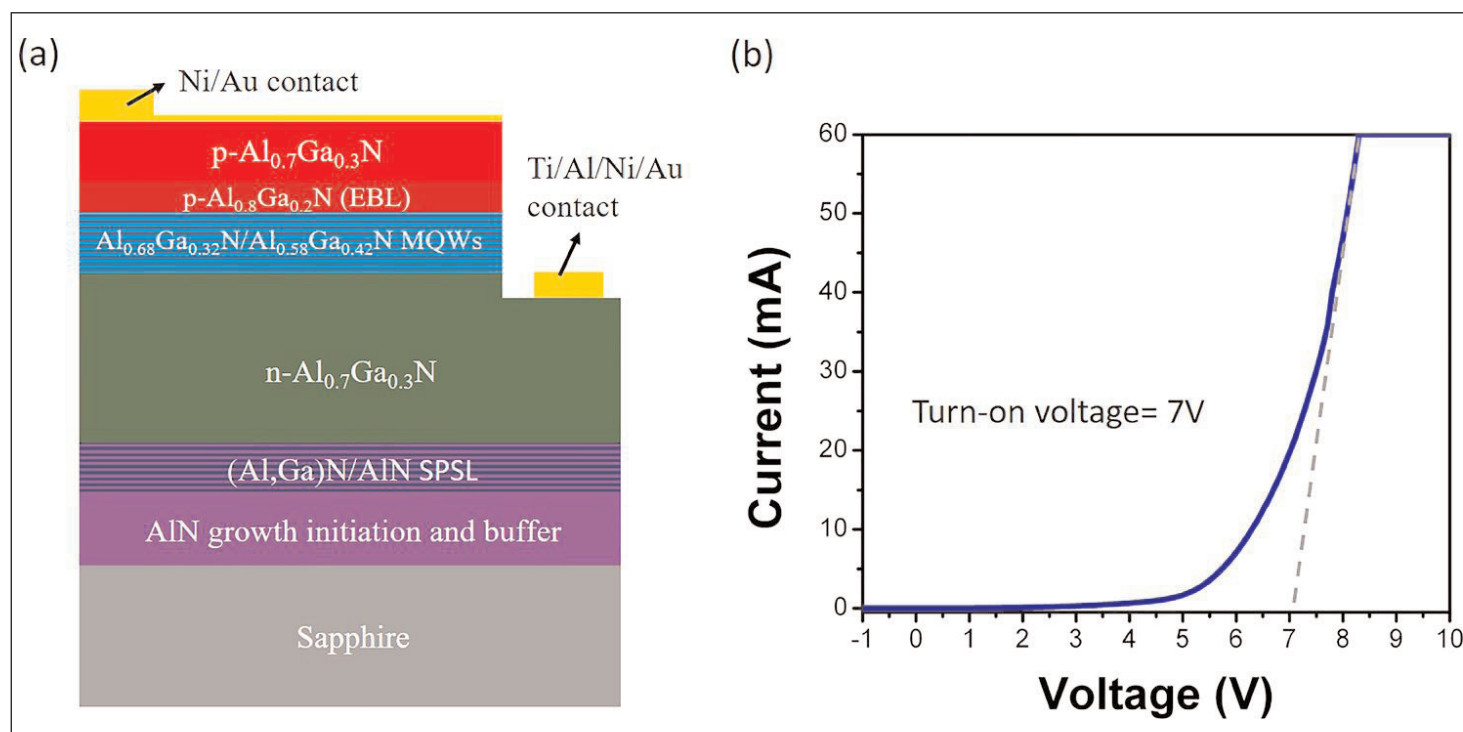 (a)
Ni/Au contact
p-Al₀.₇Ga₀.₃N
p-Al₀.₈Ga₀.₂N (EBL)
Al₀.₆₈Ga₀.₃₂N/Al₀.₅₈Ga₀.₄₂N MQWs
Ti/Al/Ni/Au
contact
n-Al₀.₇Ga₀.₃N
(Al,Ga)N/AlN SPSL
AlN growth initiation and buffer
Sapphire
(b)
Current (mA)
60
50
40
30
20
10
0
Turn-on voltage= 7V
-1 0 1 2 3 4 5 6 7 8 9 10
Voltage (V)